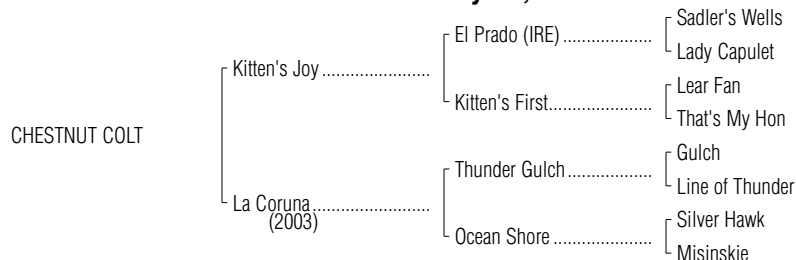 Sadler's Wells
El Prado (IRE)
Lady Capulet
Kitten's Joy
Lear Fan
Kitten's First
That's My Hon
CHESTNUT COLT
Gulch
Thunder Gulch
Line of Thunder
La Coruna
(2003)
Silver Hawk
Ocean Shore
Misinskie